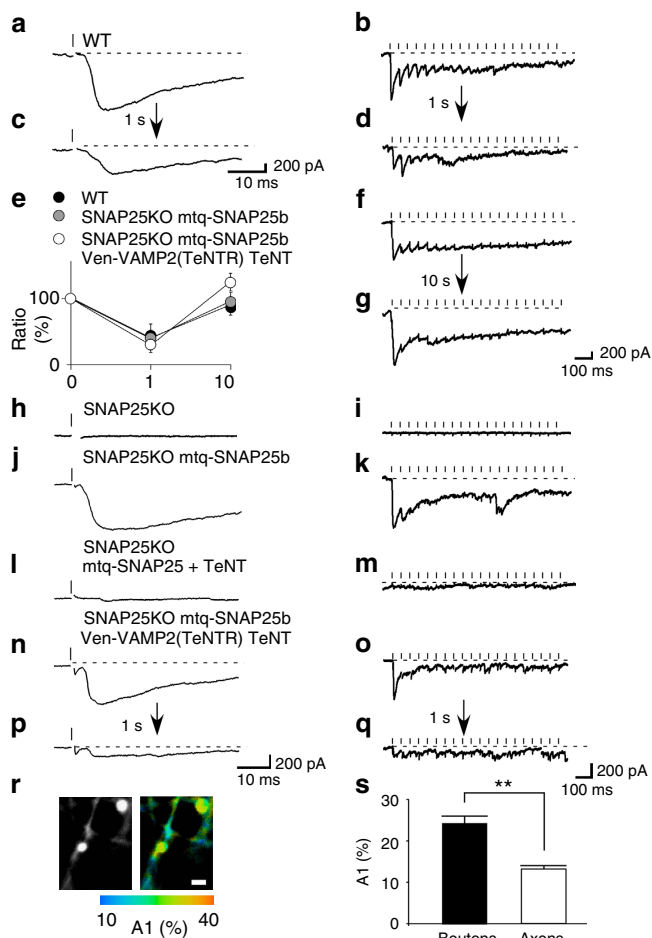 a
WT
b
1 s
1 s
c
d
200 pA
10 ms
e
WT
SNAP25KO mtq-SNAP25b
SNAP25KO mtq-SNAP25b
Ven-VAMP2(TeNTR) TeNT
Ratio
(%)
100
0
0
1
10
f
10 s
g
200 pA
100 ms
h
SNAP25KO
i
j
SNAP25KO mtq-SNAP25b
k
l
SNAP25KO
mtq-SNAP25 + TeNT
m
n
SNAP25KO mtq-SNAP25b
Ven-VAMP2(TeNTR) TeNT
o
1 s
1 s
p
q
200 pA
10 ms
200 pA
100 ms
r
10
40
A1 (%)
s
**
A1 (%)
30
20
10
0